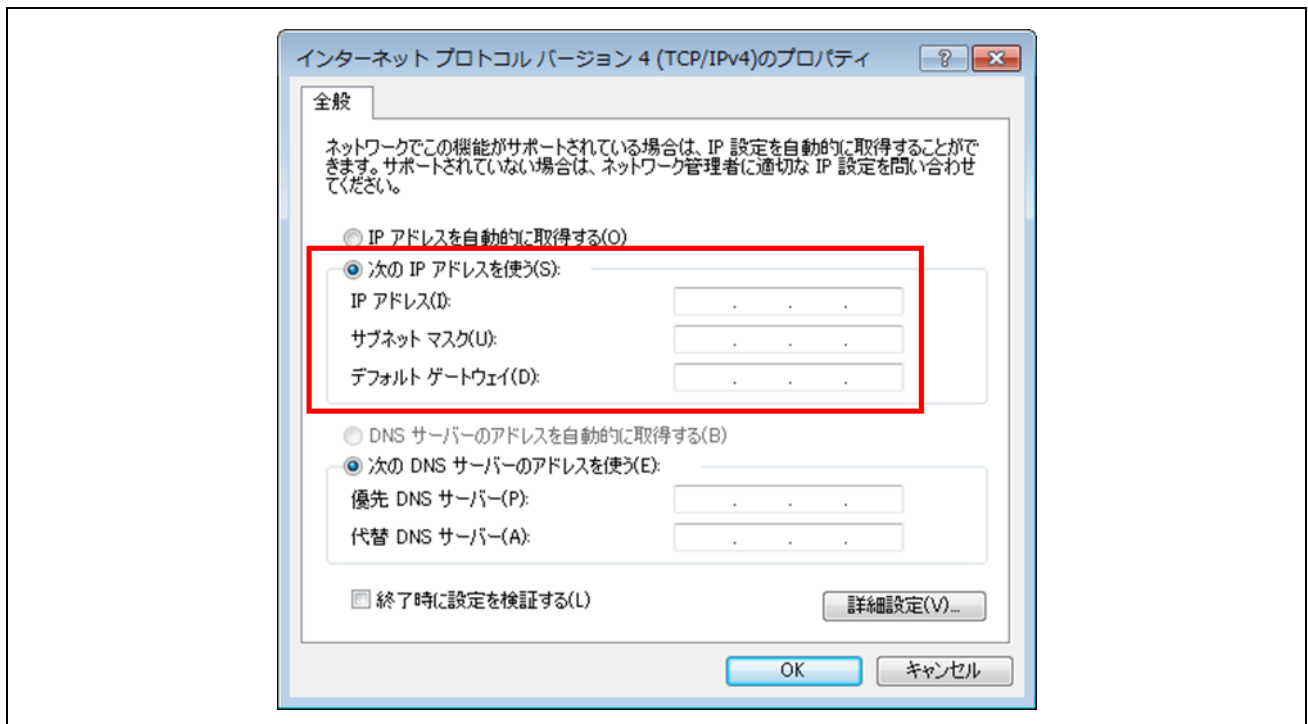 インターネット プロトコル バージョン 4 (TCP/IPv4)のプロパティ
全般
ネットワークでこの機能がサポートされている場合は、IP 設定を自動的に取得することがで
きます。サポートされていない場合は、ネットワーク管理者に適切な IP 設定を問い合わせ
てください。
IP アドレスを自動的に取得する(O)
次の IP アドレスを使う(S):
IP アドレス(I):
サブネット マスク(U):
デフォルト ゲートウェイ(D):
DNS サーバーのアドレスを自動的に取得する(B)
次の DNS サーバーのアドレスを使う(E):
優先 DNS サーバー(P):
代替 DNS サーバー(A):
終了時に設定を検証する(L)
詳細設定(V)...
OK
キャンセル